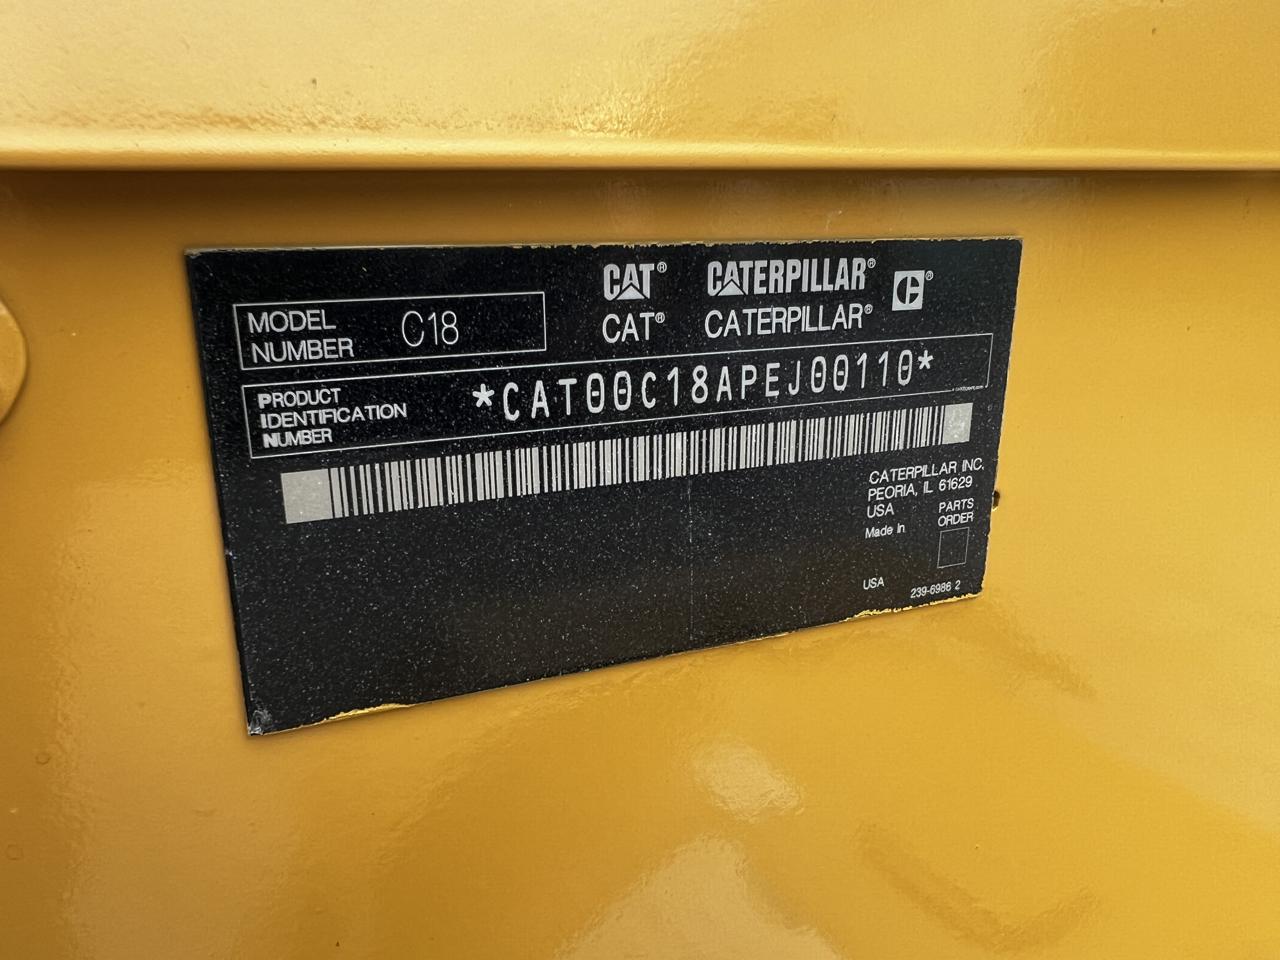 CAT® CATERPILLAR® C®
CAT® CATERPILLAR®
MODEL NUMBER C18
PRODUCT IDENTIFICATION NUMBER *CAT00C18APEJ00110*
CATERPILLAR INC.
PEORIA, IL 61629
USA
Made In
PARTS
ORDER
USA
239-6986 2